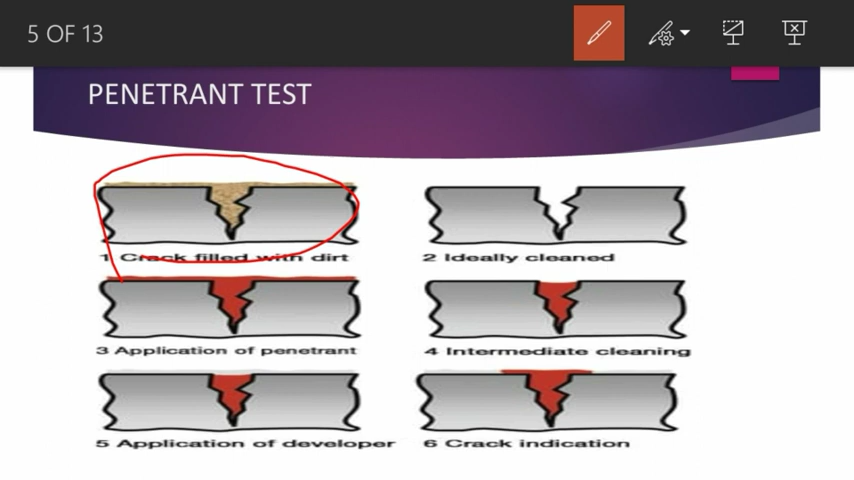 5 OF 13
PENETRANT TEST
1 Crack filled with dirt
2 Ideally cleaned
3 Application of penetrant
4 Intermediate cleaning
5 Application of developer
6 Crack indication